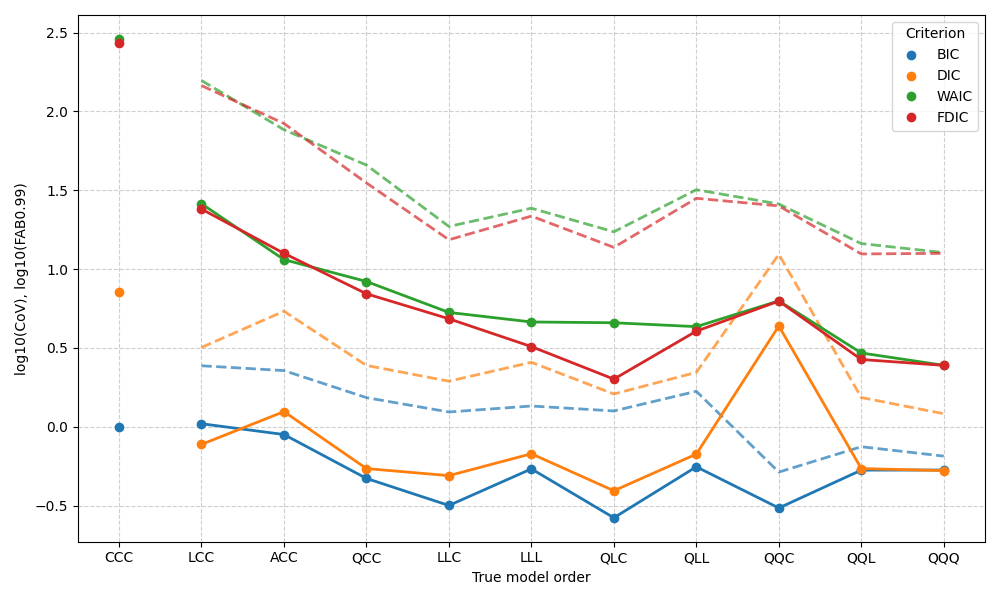 Criterion
BIC
DIC
WAIC
FDIC
2.5
2.0
1.5
1.0
0.5
0.0
−0.5
log10(CoV), log10(FAB0.99)
CCC LCC ACC QCC LLC LLL QLC QLL QQC QQL QQQ
True model order